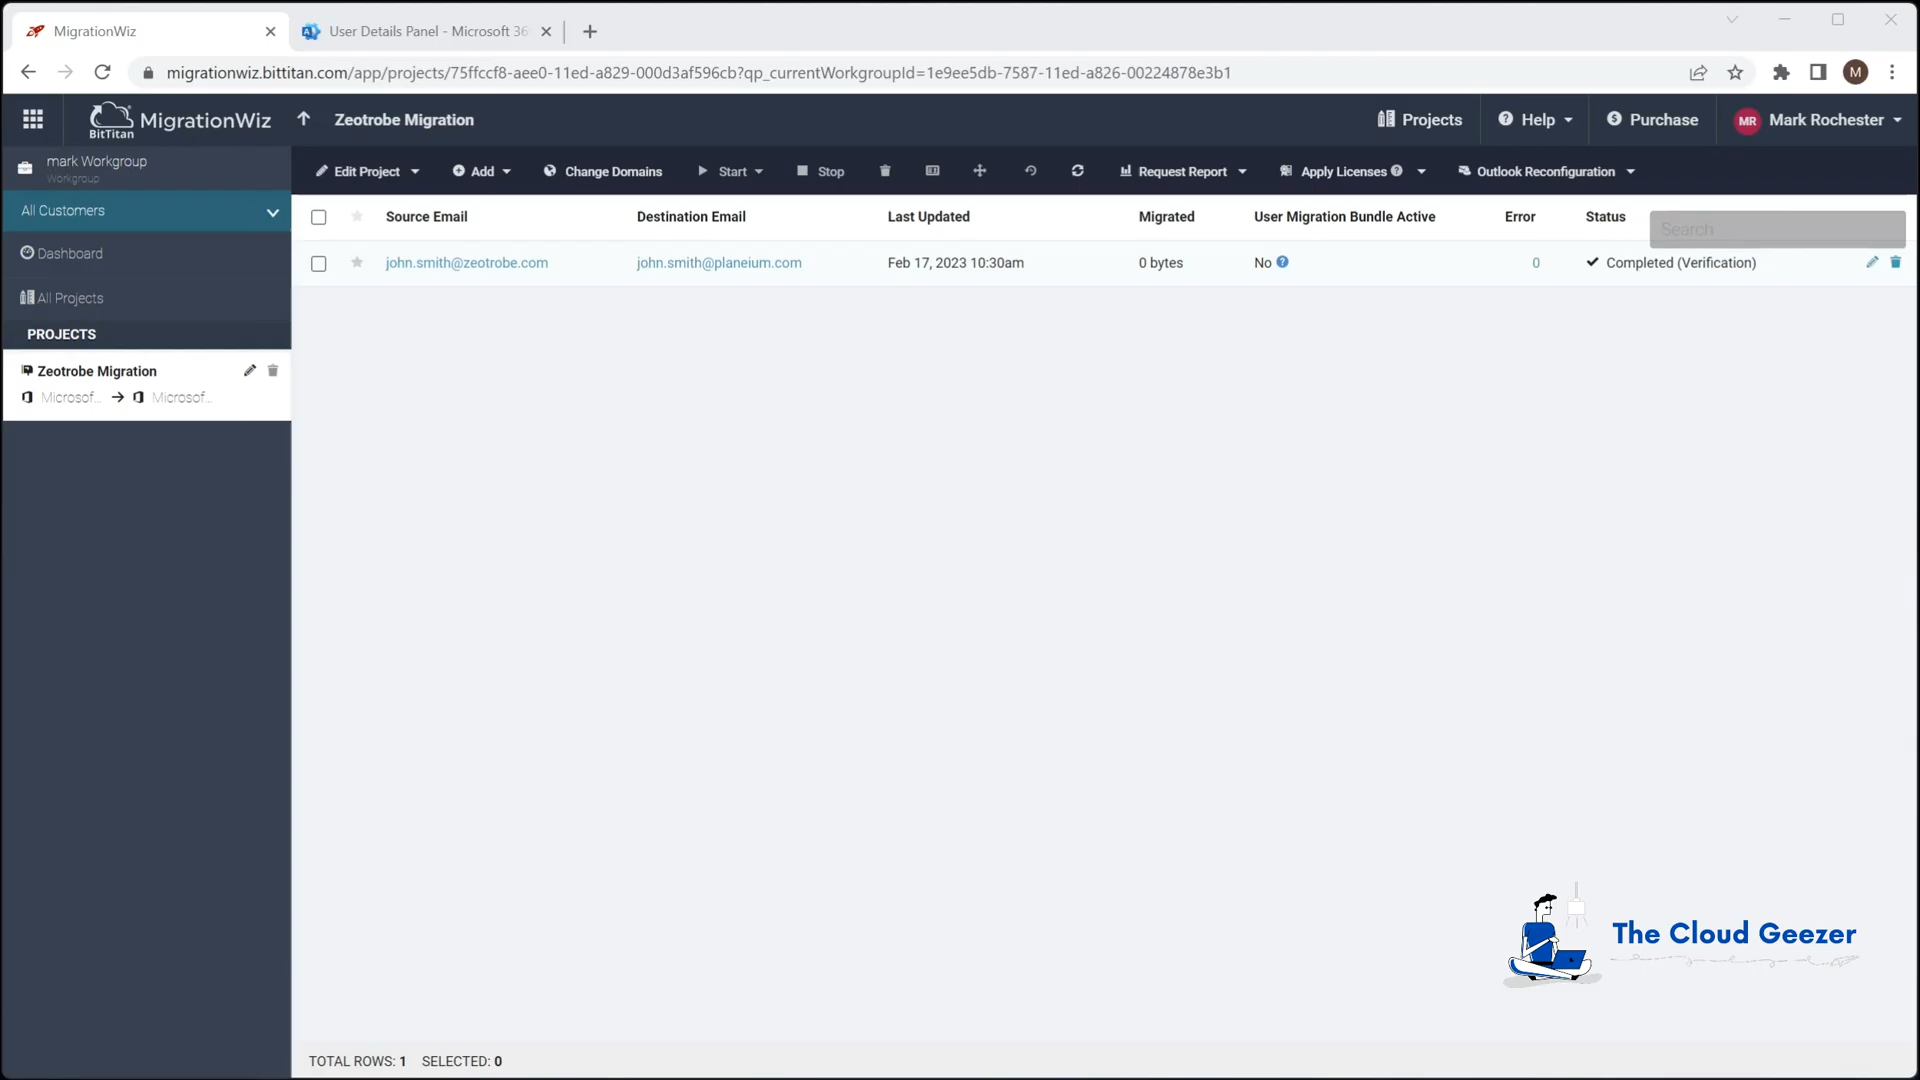 MigrationWiz
User Details Panel - Microsoft 36
migrationwiz.bittitan.com/app/projects/75ffccf8-aee0-11ed-a829-000d3af596cb?qp_currentWorkgroupId=1e9ee5db-7587-11ed-a826-00224878e3b1
M
BitTitan MigrationWiz
Zeotrobe Migration
Projects
Help
Purchase
MR Mark Rochester
mark Workgroup
Workgroup
Edit Project
Add
Change Domains
Start
Stop
Request Report
Apply Licenses
Outlook Reconfiguration
All Customers
Dashboard
All Projects
PROJECTS
Zeotrobe Migration
Microsof... Microsof...
Source Email Destination Email Last Updated Migrated User Migration Bundle Active Error Status
Search
john.smith@zeotrobe.com john.smith@planeium.com Feb 17, 2023 10:30am 0 bytes No 0 Completed (Verification)
The Cloud Geezer
TOTAL ROWS: 1 SELECTED: 0